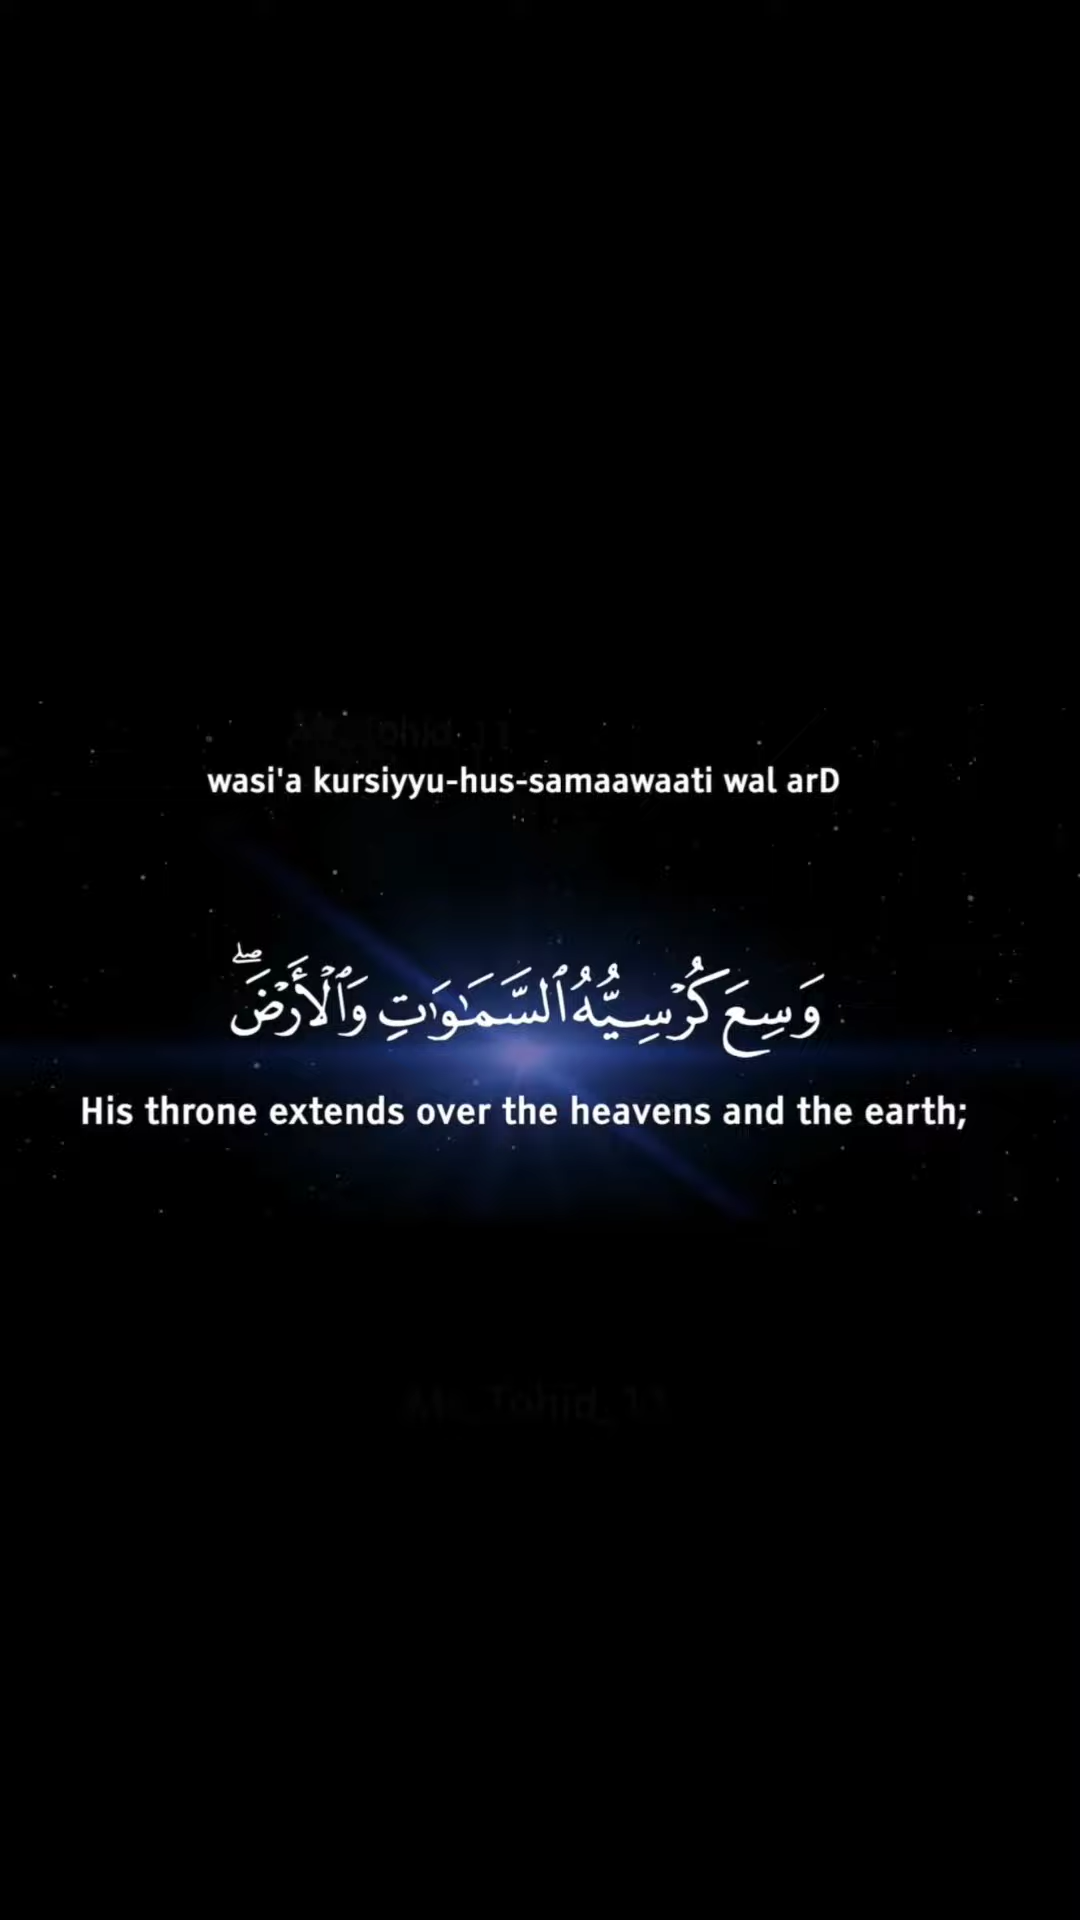 wasi'a kursiyyu-hus-samaawaati wal arD
وَسِعَ كُرۡسِيُّهُ ٱلسَّمَٰوَٰتِ وَٱلۡأَرۡضَۖ
His throne extends over the heavens and the earth;